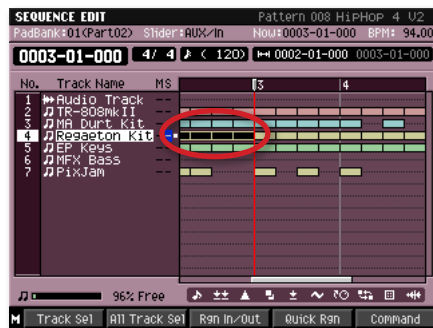 SEQUENCE EDIT Pattern 008 HipHop 4 U2
PadBank:01(Part02) Slider:AUX/In Now:0003-01-000 BPM: 94.00
0003-01-000 4/ 4 ♪ ( 120) 0002-01-000 0003-01-000
No. Track Name MS 3 4
1 Audio Track --
2 TR-808mkII --
3 MA Durt Kit --
4 Regaeton Kit
5 EP Keys --
6 MFX Bass --
7 PixJam --
96% Free
M Track Sel All Track Sel Rgn In/Out Quick Rgn Command